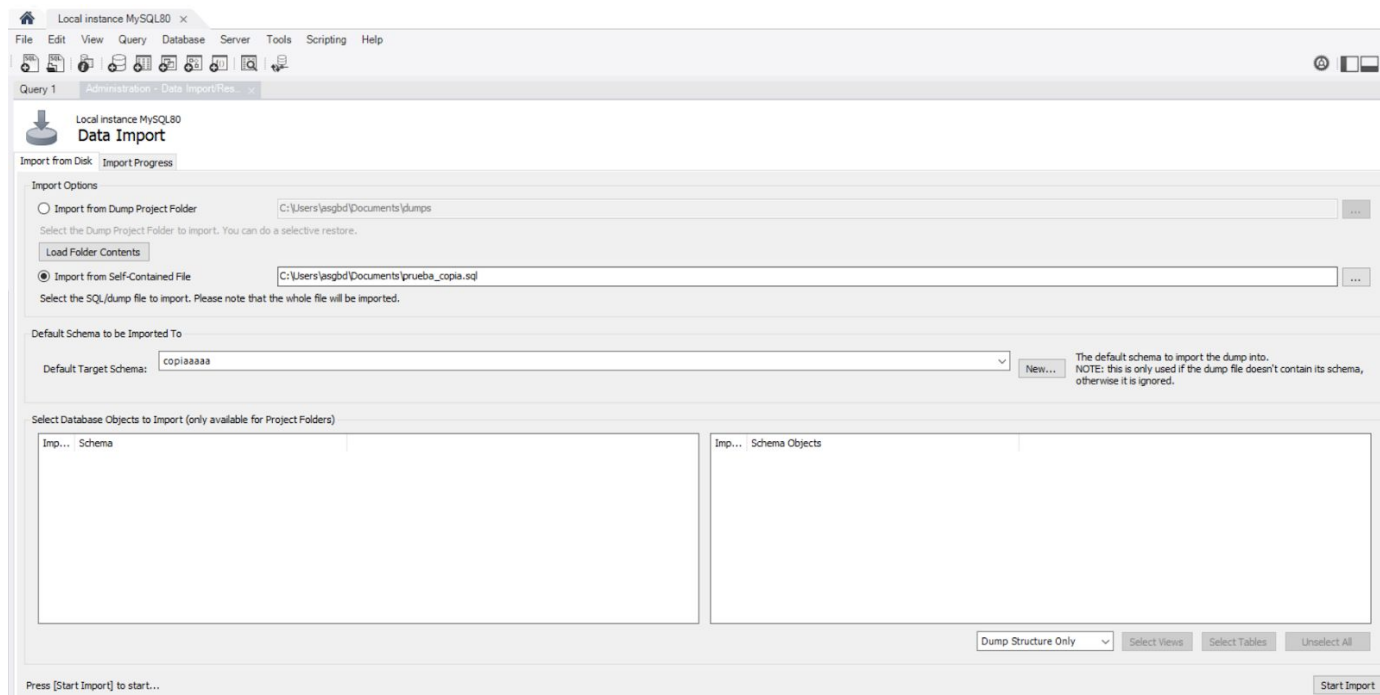 Local instance MySQL80 ×
File Edit View Query Database Server Tools Scripting Help
Query 1 Administration - Data Import/Res... ×
Local instance MySQL80
Data Import
Import from Disk Import Progress
Import Options
Import from Dump Project Folder C:\Users\asgbd\Documents\dumps ...
Select the Dump Project Folder to import. You can do a selective restore.
Load Folder Contents
Import from Self-Contained File C:\Users\asgbd\Documents\prueba_copia.sql ...
Select the SQL/dump file to import. Please note that the whole file will be imported.
Default Schema to be Imported To
Default Target Schema: copiaaaaa New...
The default schema to import the dump into.
NOTE: this is only used if the dump file doesn't contain its schema,
otherwise it is ignored.
Select Database Objects to Import (only available for Project Folders)
Imp... Schema Imp... Schema Objects
Dump Structure Only Select Views Select Tables Unselect All
Press [Start Import] to start... Start Import